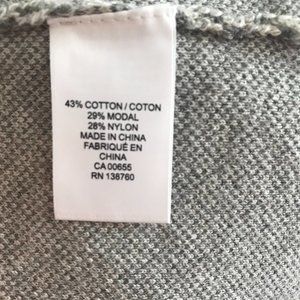 43% COTTON / COTON
29% MODAL
28% NYLON
MADE IN CHINA
FABRIQUÉ EN
CHINA
CA 00655
RN 138760